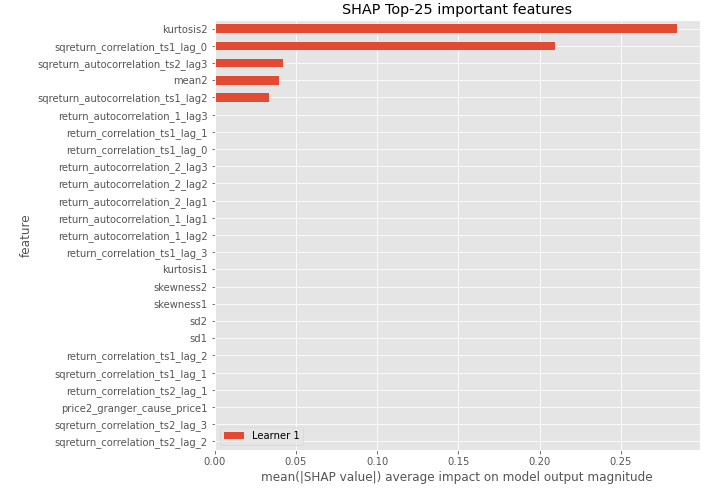 SHAP Top-25 important features
kurtosis2
sqreturn_correlation_ts1_lag_0
sqreturn_autocorrelation_ts2_lag3
mean2
sqreturn_autocorrelation_ts1_lag2
return_autocorrelation_1_lag3
return_correlation_ts1_lag_1
return_correlation_ts1_lag_0
return_autocorrelation_2_lag3
return_autocorrelation_2_lag2
return_autocorrelation_2_lag1
return_autocorrelation_1_lag1
return_autocorrelation_1_lag2
return_correlation_ts1_lag_3
kurtosis1
skewness2
skewness1
sd2
sd1
return_correlation_ts1_lag_2
sqreturn_correlation_ts1_lag_1
return_correlation_ts2_lag_1
price2_granger_cause_price1
sqreturn_correlation_ts2_lag_3
sqreturn_correlation_ts2_lag_2
feature
Learner 1
0.00 0.05 0.10 0.15 0.20 0.25
mean(|SHAP value|) average impact on model output magnitude